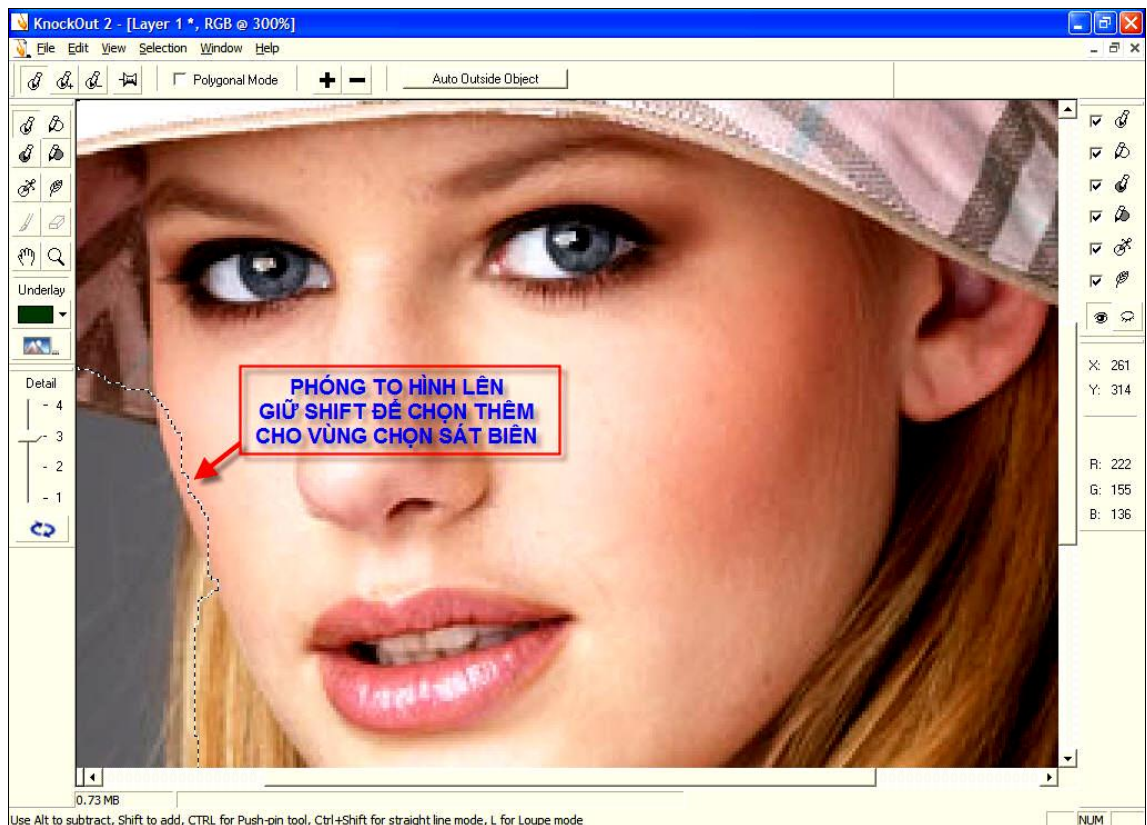 KnockOut 2 - [Layer 1 *, RGB @ 300%]
File Edit View Selection Window Help
Polygonal Mode
Auto Outside Object
Underlay
Detail
- 4
- 3
- 2
- 1
PHÓNG TO HÌNH LÊN
GIỮ SHIFT ĐỂ CHỌN THÊM
CHO VÙNG CHỌN SÁT BIÊN
X: 261
Y: 314
R: 222
G: 155
B: 136
0.73 MB
Use Alt to subtract, Shift to add, CTRL for Push-pin tool, Ctrl+Shift for straight line mode, L for Loupe mode
NUM